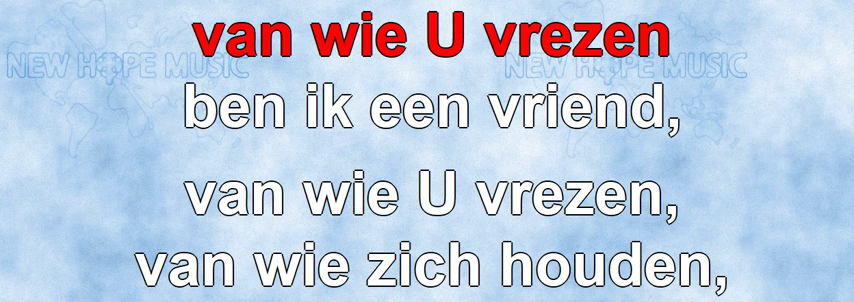 van wie U vrezen
NEW HOPE MUSIC NEW HOPE MUSIC
ben ik een vriend,
van wie U vrezen,
van wie zich houden,